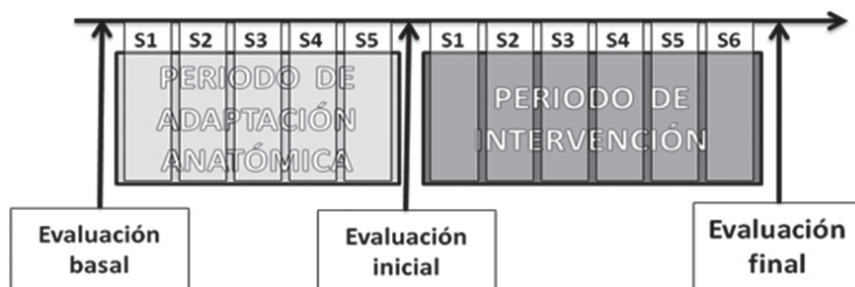 S1 S2 S3 S4 S5 S1 S2 S3 S4 S5 S6
PERIODO DE
ADAPTACIÓN
ANATÓMICA
PERIODO DE
INTERVENCIÓN
Evaluación
basal
Evaluación
inicial
Evaluación
final